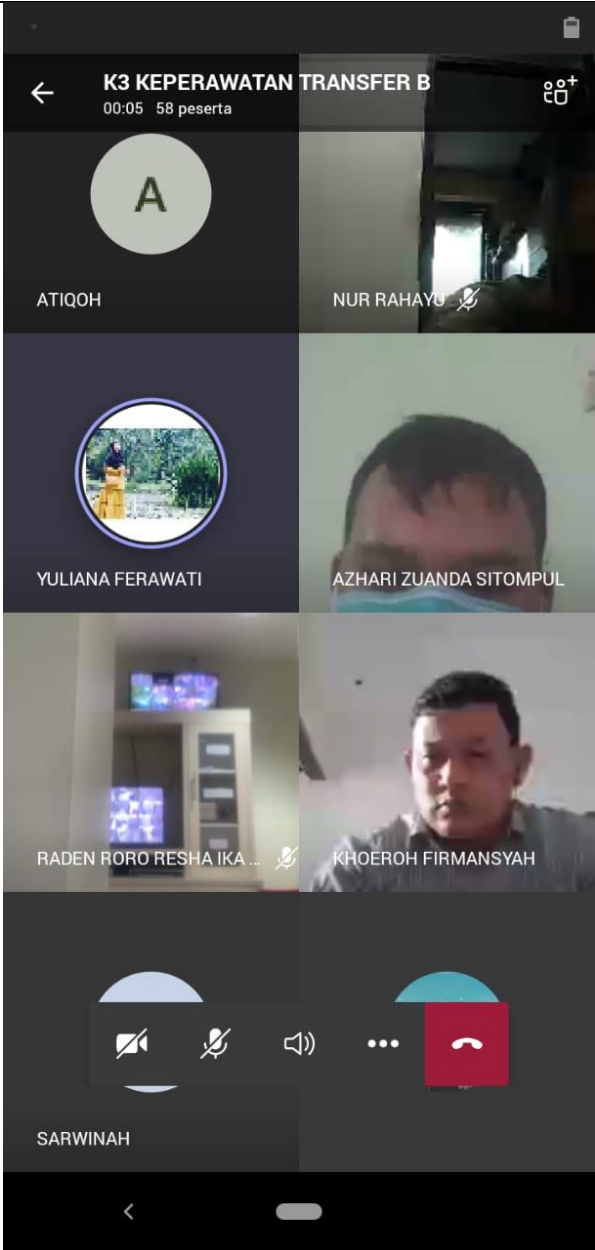 K3 KEPERAWATAN TRANSFER B
00:05 58 peserta
A
ATIQOH
NUR RAHAYU
YULIANA FERAWATI
AZHARI ZUANDA SITOMPUL
RADEN RORO RESHA IKA ...
KHOEROH FIRMANSYAH
SARWINAH